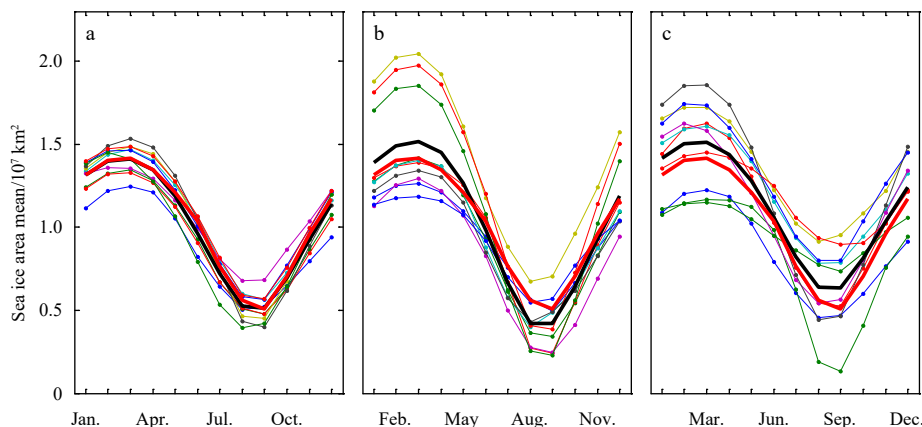 a b c
2.0
1.5
1.0
0.5
0
Sea ice area mean/10⁷ km²
Jan. Apr. Jul. Oct. Feb. May Aug. Nov. Mar. Jun. Sep. Dec.